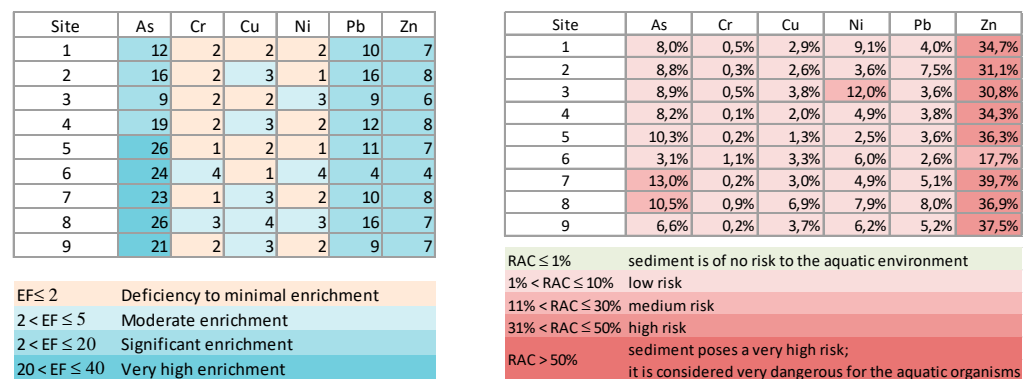 Site As Cr Cu Ni Pb Zn
1 12 2 2 2 10 7
2 16 2 3 1 16 8
3 9 2 2 3 9 6
4 19 2 3 2 12 8
5 26 1 2 1 11 7
6 24 4 1 4 4 4
7 23 1 3 2 10 8
8 26 3 4 3 16 7
9 21 2 3 2 9 7
EF≤ 2 Deficiency to minimal enrichment
2 < EF ≤ 5 Moderate enrichment
2 < EF ≤ 20 Significant enrichment
20 < EF ≤ 40 Very high enrichment
Site As Cr Cu Ni Pb Zn
1 8,0% 0,5% 2,9% 9,1% 4,0% 34,7%
2 8,8% 0,3% 2,6% 3,6% 7,5% 31,1%
3 8,9% 0,5% 3,8% 12,0% 3,6% 30,8%
4 8,2% 0,1% 2,0% 4,9% 3,8% 34,3%
5 10,3% 0,2% 1,3% 2,5% 3,6% 36,3%
6 3,1% 1,1% 3,3% 6,0% 2,6% 17,7%
7 13,0% 0,2% 3,0% 4,9% 5,1% 39,7%
8 10,5% 0,9% 6,9% 7,9% 8,0% 36,9%
9 6,6% 0,2% 3,7% 6,2% 5,2% 37,5%
RAC ≤ 1% sediment is of no risk to the aquatic environment
1% < RAC ≤ 10% low risk
11% < RAC ≤ 30% medium risk
31% < RAC ≤ 50% high risk
RAC > 50% sediment poses a very high risk;
it is considered very dangerous for the aquatic organisms